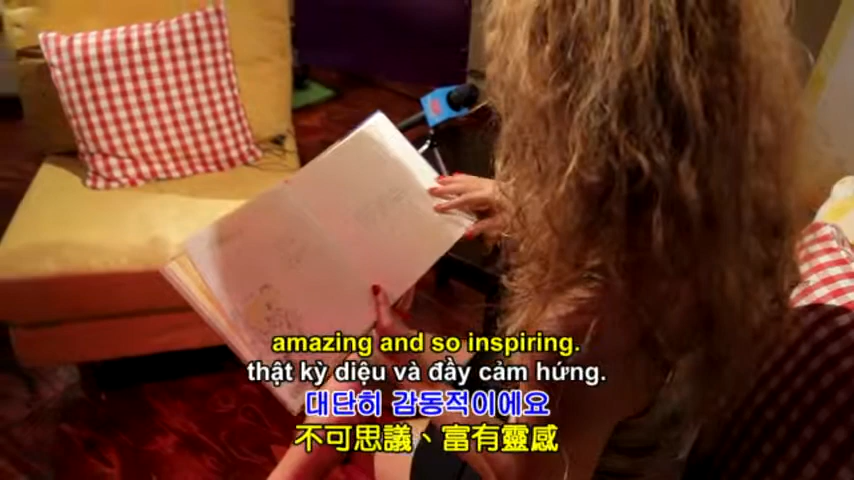 amazing and so inspiring.
thật kỳ diệu và đầy cảm hứng.
대단히 감동적이에요
不可思議、富有靈感